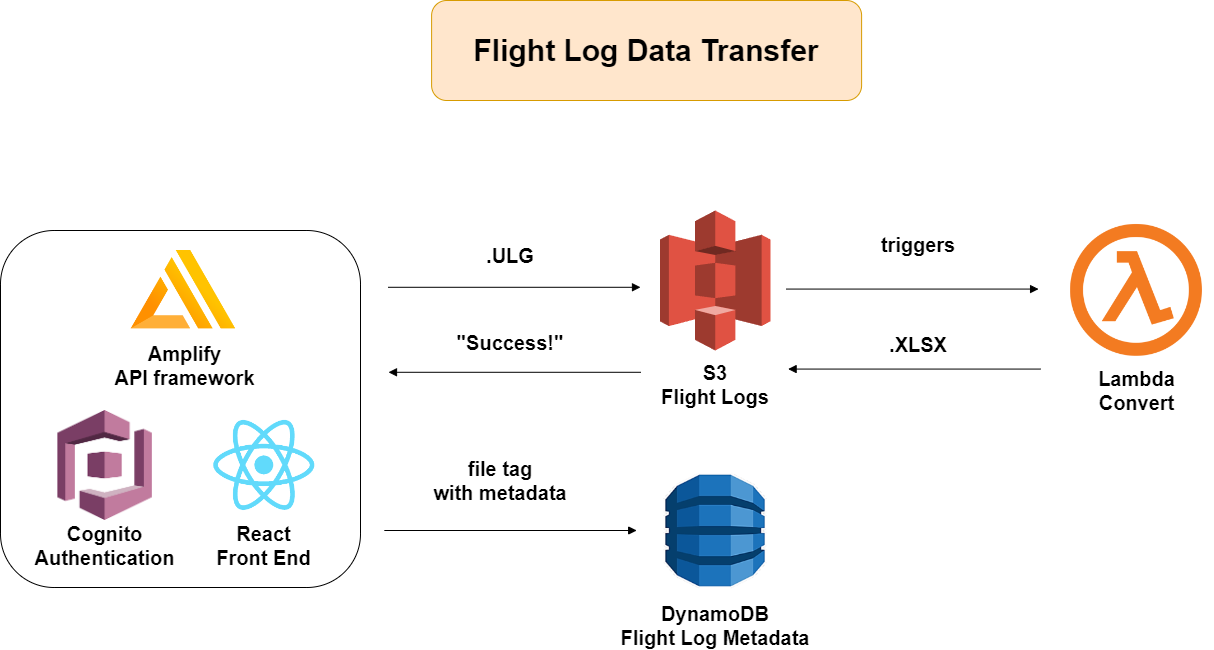 Flight Log Data Transfer
Amplify
API framework
Cognito
Authentication
React
Front End
.ULG
"Success!"
file tag
with metadata
S3
Flight Logs
triggers
.XLSX
Lambda
Convert
DynamoDB
Flight Log Metadata